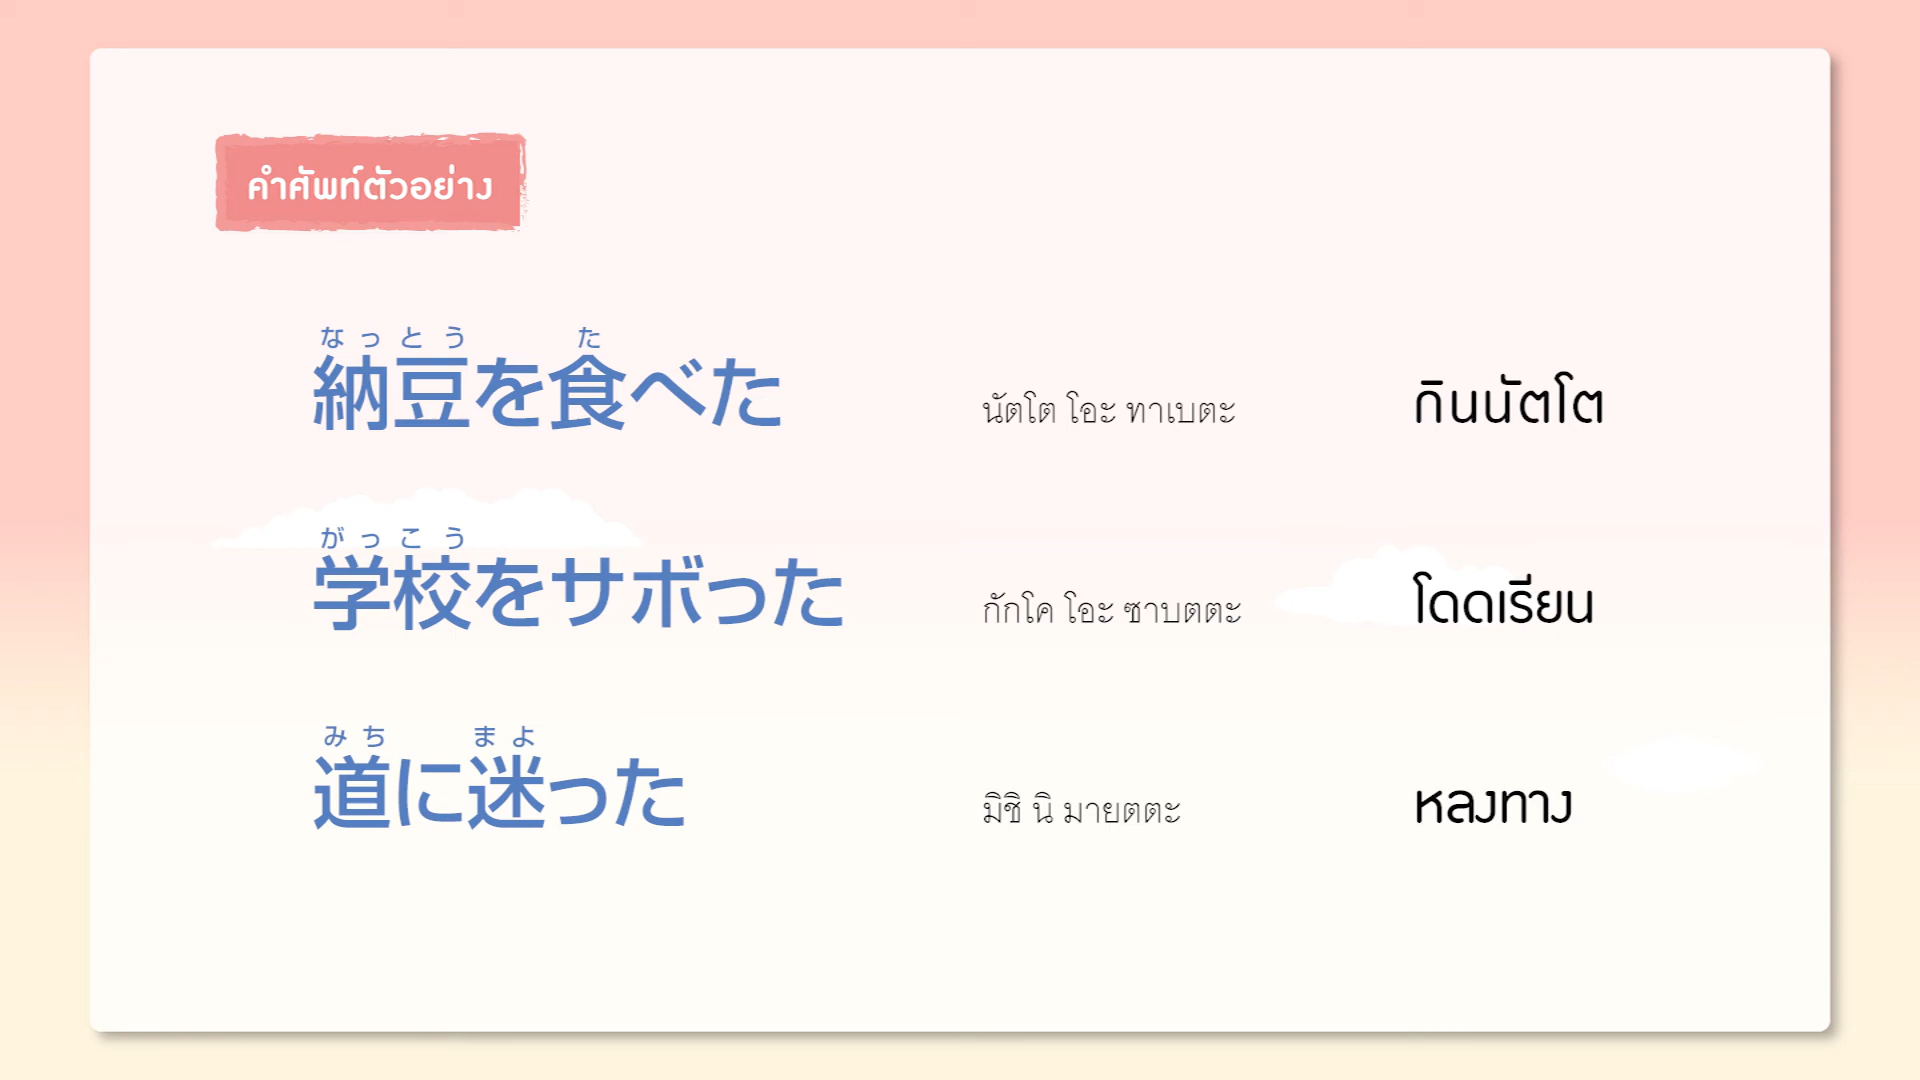 คำศัพท์ตัวอย่าง
なっとう た
納豆を食べた นัตโต โอะ ทาเบตะ กินนัตโต
がっこう
学校をサボった กักโค โอะ ซาบตตะ โดดเรียน
みち まよ
道に迷った มิชิ นิ มายตตะ หลงทาง